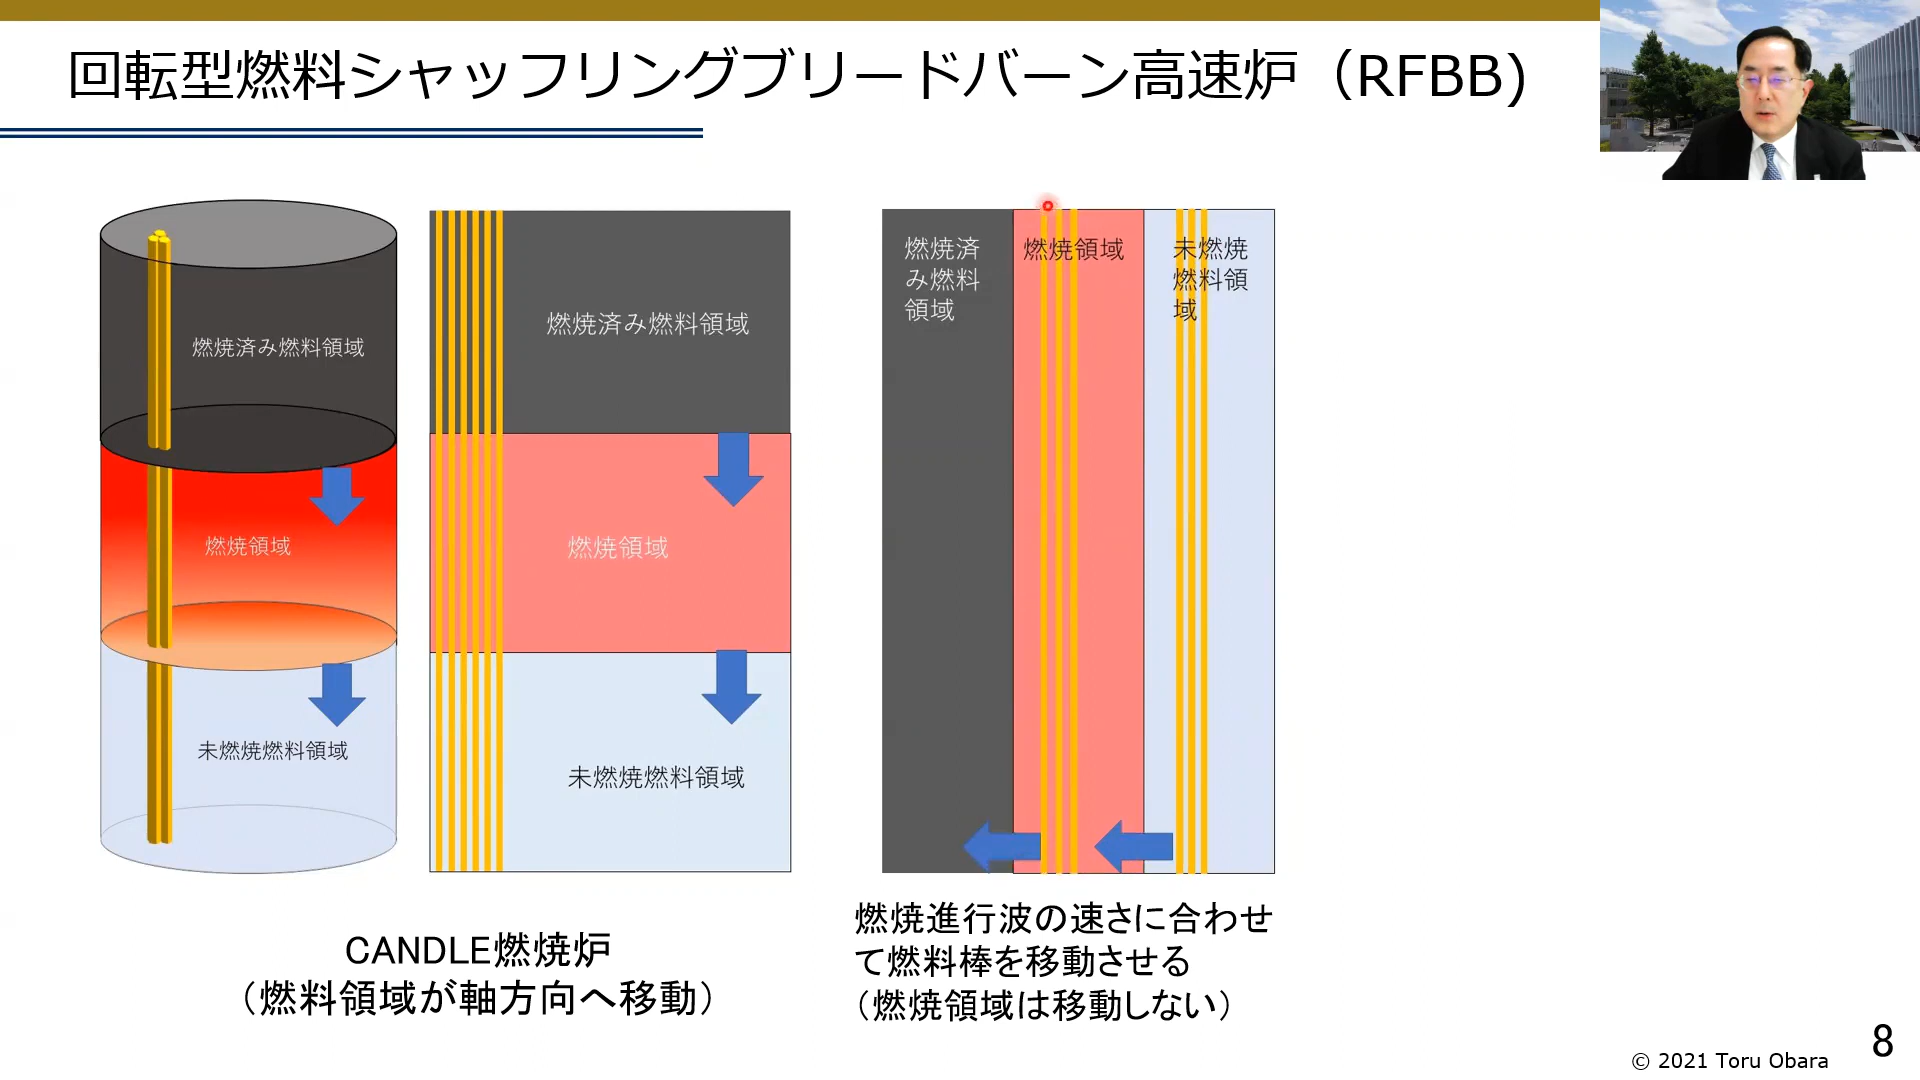 回転型燃料シャッフリングブリードバーン高速炉（RFBB)
燃焼済み燃料領域
燃焼領域
未燃焼燃料領域
燃焼済み燃料領域
燃焼領域
未燃焼燃料領域
CANDLE燃焼炉
（燃料領域が軸方向へ移動）
燃焼済
み燃料
領域
燃焼領域
未燃焼
燃料領
域
燃焼進行波の速さに合わせ
て燃料棒を移動させる
（燃焼領域は移動しない）
© 2021 Toru Obara
8